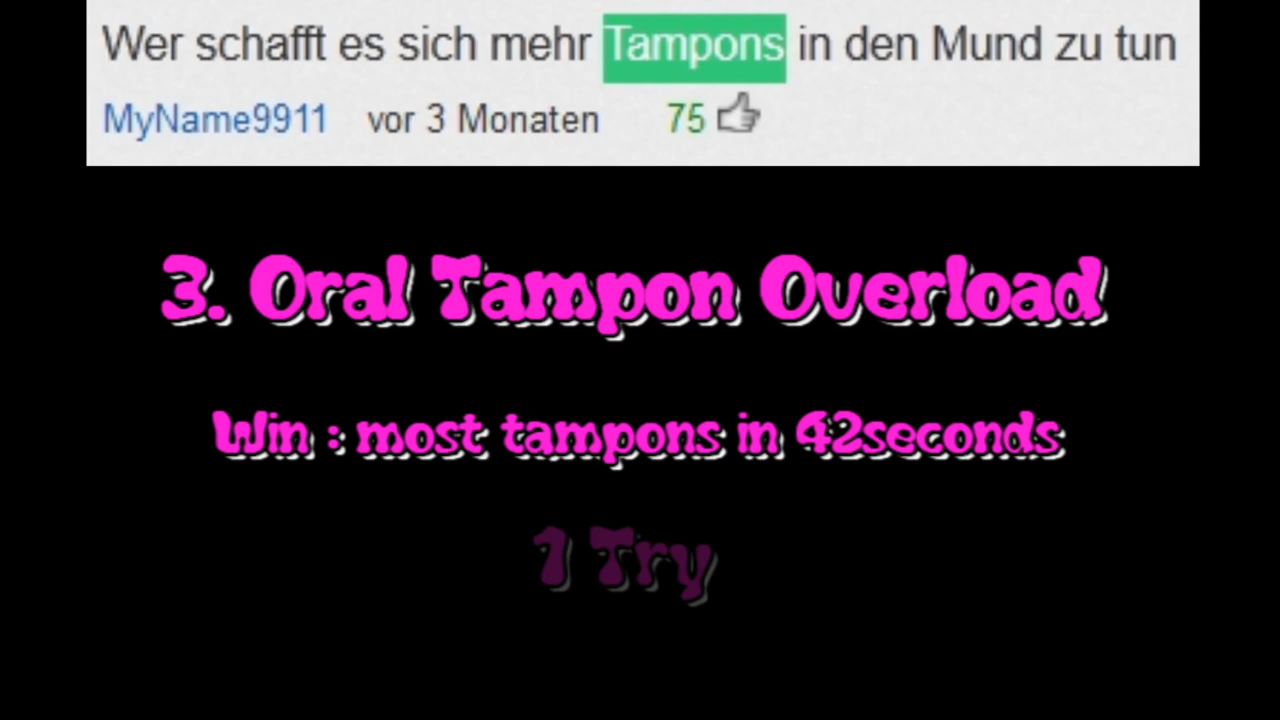 Wer schafft es sich mehr Tampons in den Mund zu tun
MyName9911 vor 3 Monaten 75
3. Oral Tampon Overload
Win : most tampons in 42seconds
1 Try